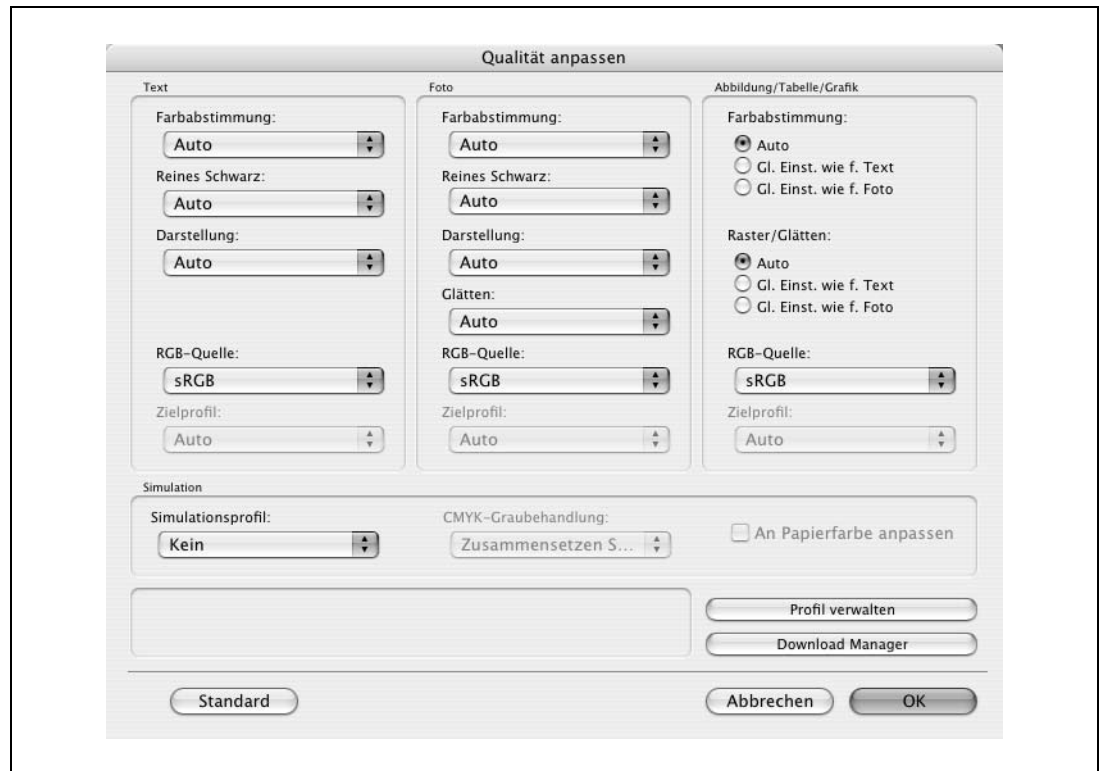 Qualität anpassen
Text
Farbabstimmung:
Auto
Reines Schwarz:
Auto
Darstellung:
Auto
RGB-Quelle:
sRGB
Zielprofil:
Auto
Foto
Farbabstimmung:
Auto
Reines Schwarz:
Auto
Darstellung:
Auto
Glätten:
Auto
RGB-Quelle:
sRGB
Zielprofil:
Auto
Abbildung/Tabelle/Grafik
Farbabstimmung:
Auto
Gl. Einst. wie f. Text
Gl. Einst. wie f. Foto
Raster/Glätten:
Auto
Gl. Einst. wie f. Text
Gl. Einst. wie f. Foto
RGB-Quelle:
sRGB
Zielprofil:
Auto
Simulation
Simulationsprofil:
Kein
CMYK-Graubehandlung:
Zusammensetzen S...
An Papierfarbe anpassen
Profil verwalten
Download Manager
Standard
Abbrechen
OK